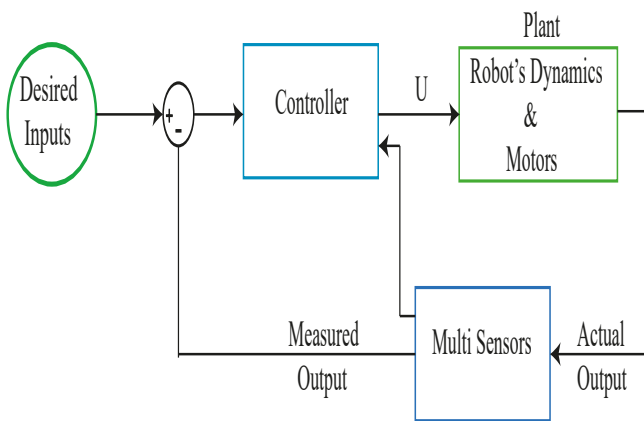 Plant
Desired
Inputs
+
-
Controller
U
Robot's Dynamics
&
Motors
Measured
Output
Multi Sensors
Actual
Output